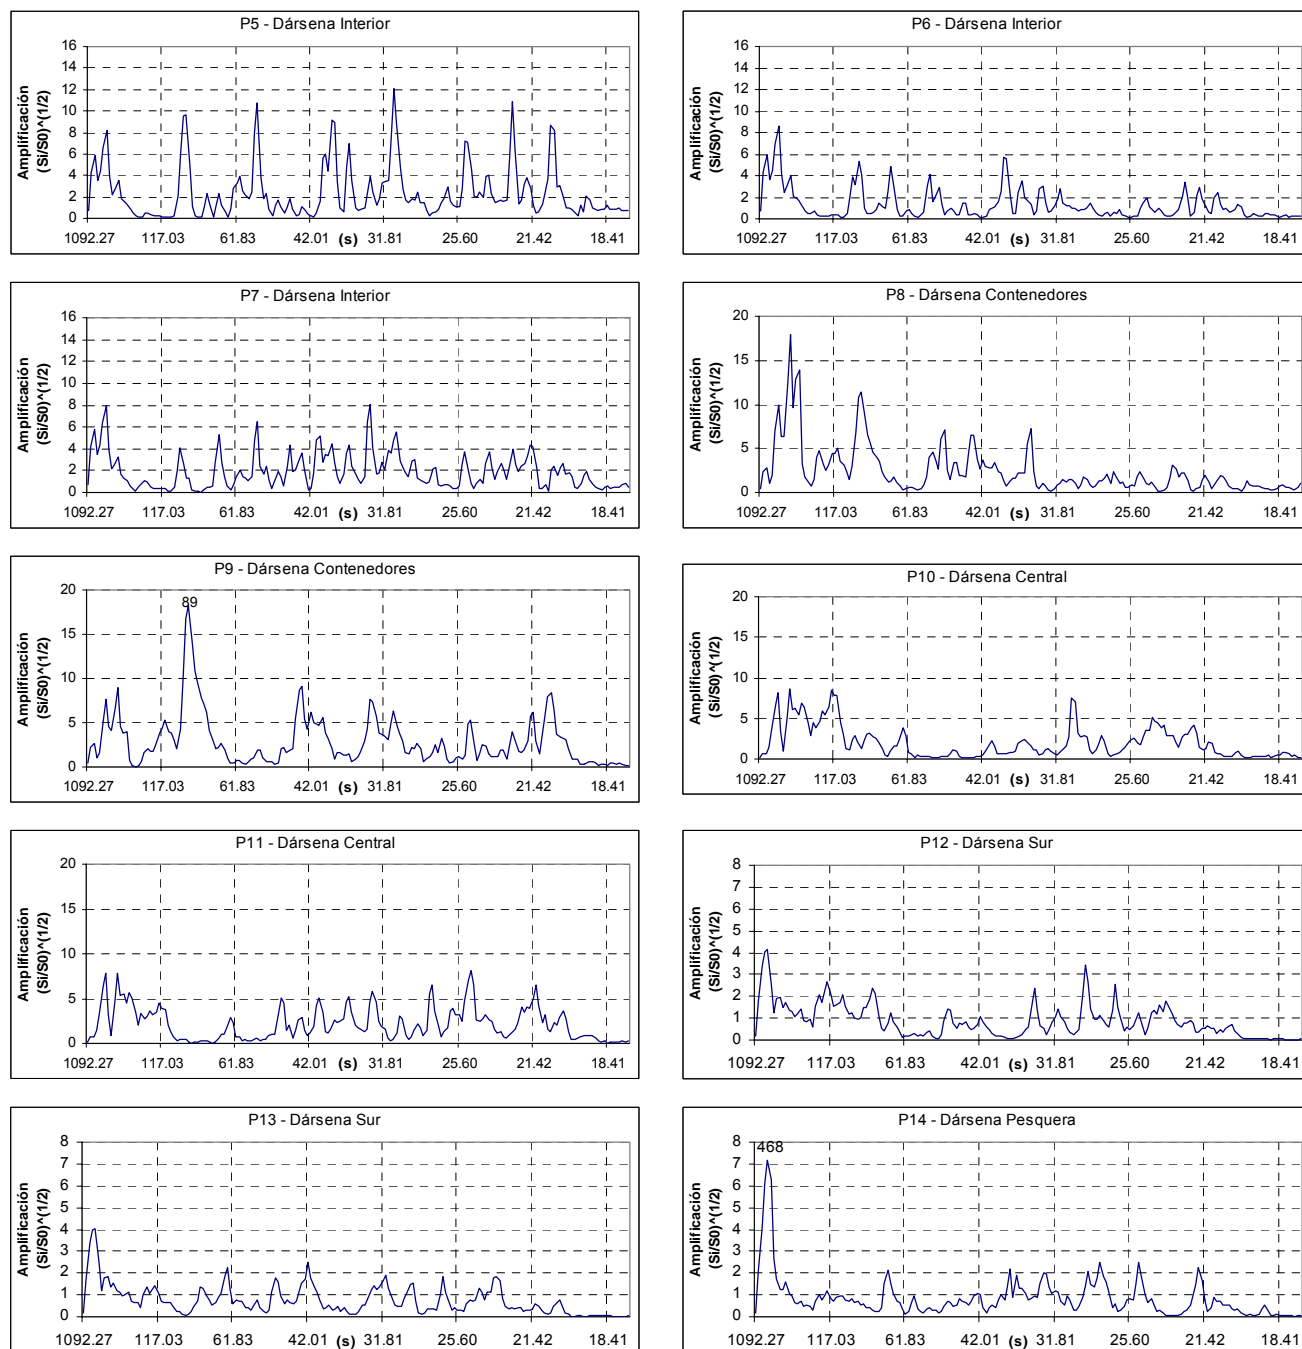 P5 - Dársena Interior
Amplificación
(Si/S0)^(1/2)
16
14
12
10
8
6
4
2
0
1092.27 117.03 61.83 42.01 (s) 31.81 25.60 21.42 18.41
P6 - Dársena Interior
Amplificación
(Si/S0)^(1/2)
16
14
12
10
8
6
4
2
0
1092.27 117.03 61.83 42.01 (s) 31.81 25.60 21.42 18.41
P7 - Dársena Interior
Amplificación
(Si/S0)^(1/2)
16
14
12
10
8
6
4
2
0
1092.27 117.03 61.83 42.01 (s) 31.81 25.60 21.42 18.41
P8 - Dársena Contenedores
Amplificación
(Si/S0)^(1/2)
20
15
10
5
0
1092.27 117.03 61.83 42.01 (s) 31.81 25.60 21.42 18.41
P9 - Dársena Contenedores
Amplificación
(Si/S0)^(1/2)
20
89
15
10
5
0
1092.27 117.03 61.83 42.01 (s) 31.81 25.60 21.42 18.41
P10 - Dársena Central
Amplificación
(Si/S0)^(1/2)
20
15
10
5
0
1092.27 117.03 61.83 42.01 (s) 31.81 25.60 21.42 18.41
P11 - Dársena Central
Amplificación
(Si/S0)^(1/2)
20
15
10
5
0
1092.27 117.03 61.83 42.01 (s) 31.81 25.60 21.42 18.41
P12 - Dársena Sur
Amplificación
(Si/S0)^(1/2)
8
7
6
5
4
3
2
1
0
1092.27 117.03 61.83 42.01 (s) 31.81 25.60 21.42 18.41
P13 - Dársena Sur
Amplificación
(Si/S0)^(1/2)
8
7
6
5
4
3
2
1
0
1092.27 117.03 61.83 42.01 (s) 31.81 25.60 21.42 18.41
P14 - Dársena Pesquera
Amplificación
(Si/S0)^(1/2)
8
468
7
6
5
4
3
2
1
0
1092.27 117.03 61.83 42.01 (s) 31.81 25.60 21.42 18.41